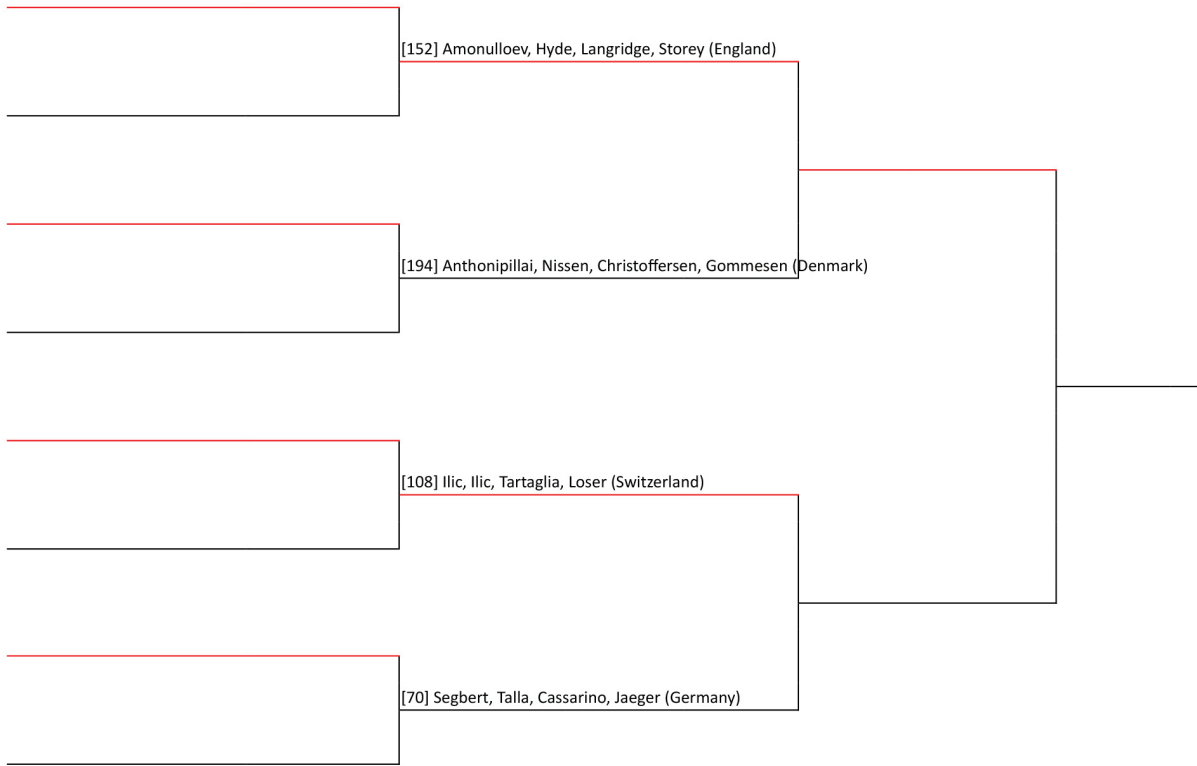 [152] Amonulloev, Hyde, Langridge, Storey (England)
[194] Anthonipillai, Nissen, Christoffersen, Gommesen (Denmark)
[108] Ilic, Ilic, Tartaglia, Loser (Switzerland)
[70] Segbert, Talla, Cassarino, Jaeger (Germany)